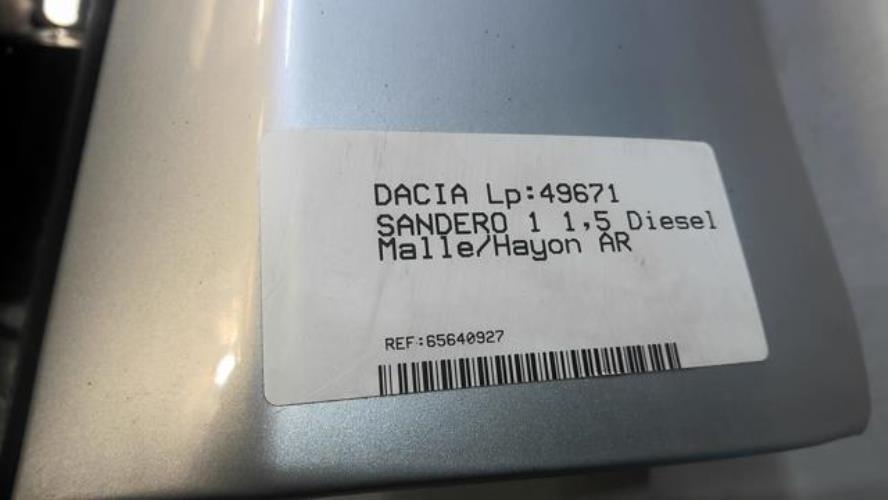 DACIA Lp:49671
SANDERO 1 1,5 Diesel
Malle/Hayon AR
REF:65640927